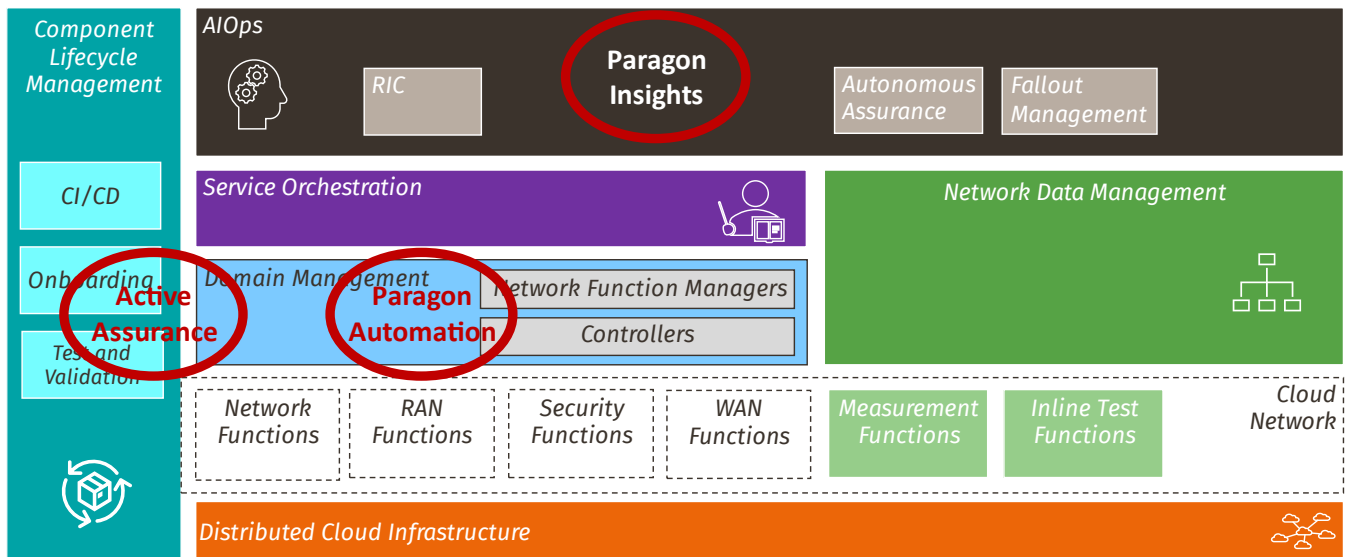 Component
Lifecycle
Management
CI/CD
Onboarding
Test and
Validation
Active
Assurance
AIOps
RIC
Paragon
Insights
Autonomous
Assurance
Fallout
Management
Service Orchestration
Network Data Management
Domain Management
Paragon
Automation
Network Function Managers
Controllers
Network
Functions
RAN
Functions
Security
Functions
WAN
Functions
Measurement
Functions
Inline Test
Functions
Cloud
Network
Distributed Cloud Infrastructure